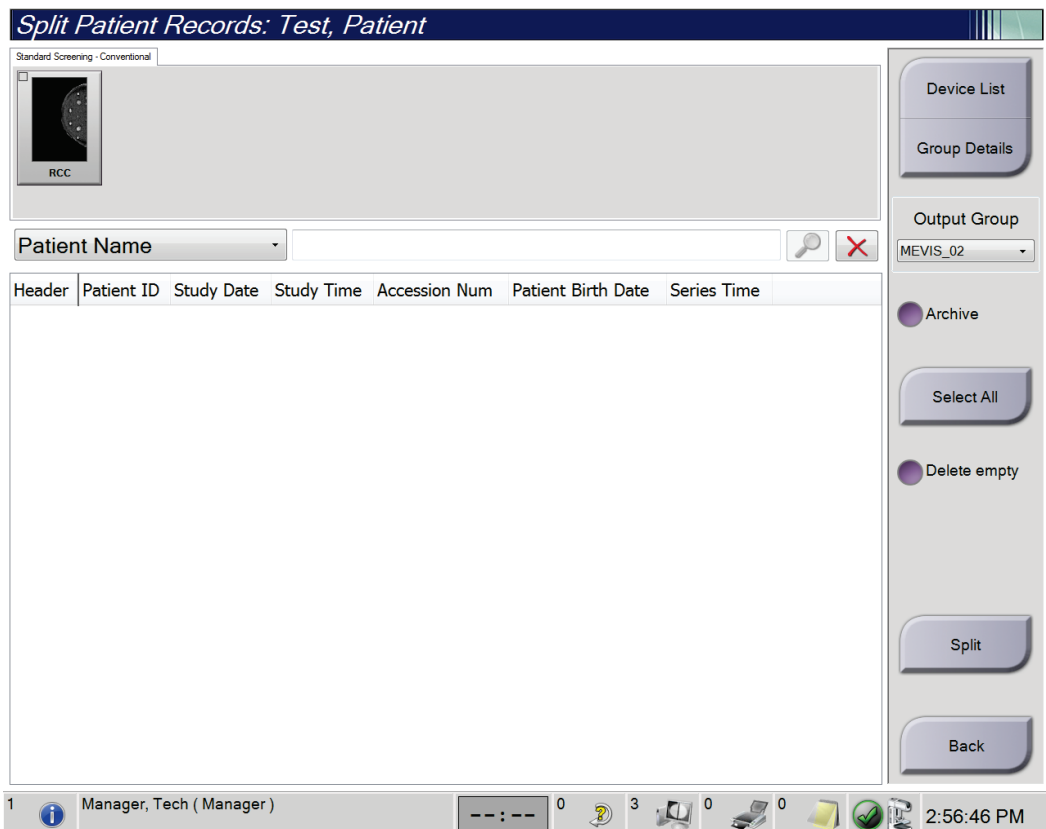 Split Patient Records: Test, Patient
Standard Screening - Conventional
RCC
Device List
Group Details
Output Group
MEVIS_02
Patient Name
Header Patient ID Study Date Study Time Accession Num Patient Birth Date Series Time
Archive
Select All
Delete empty
Split
Back
1 Manager, Tech ( Manager ) --:-- 0 3 0 0 2:56:46 PM